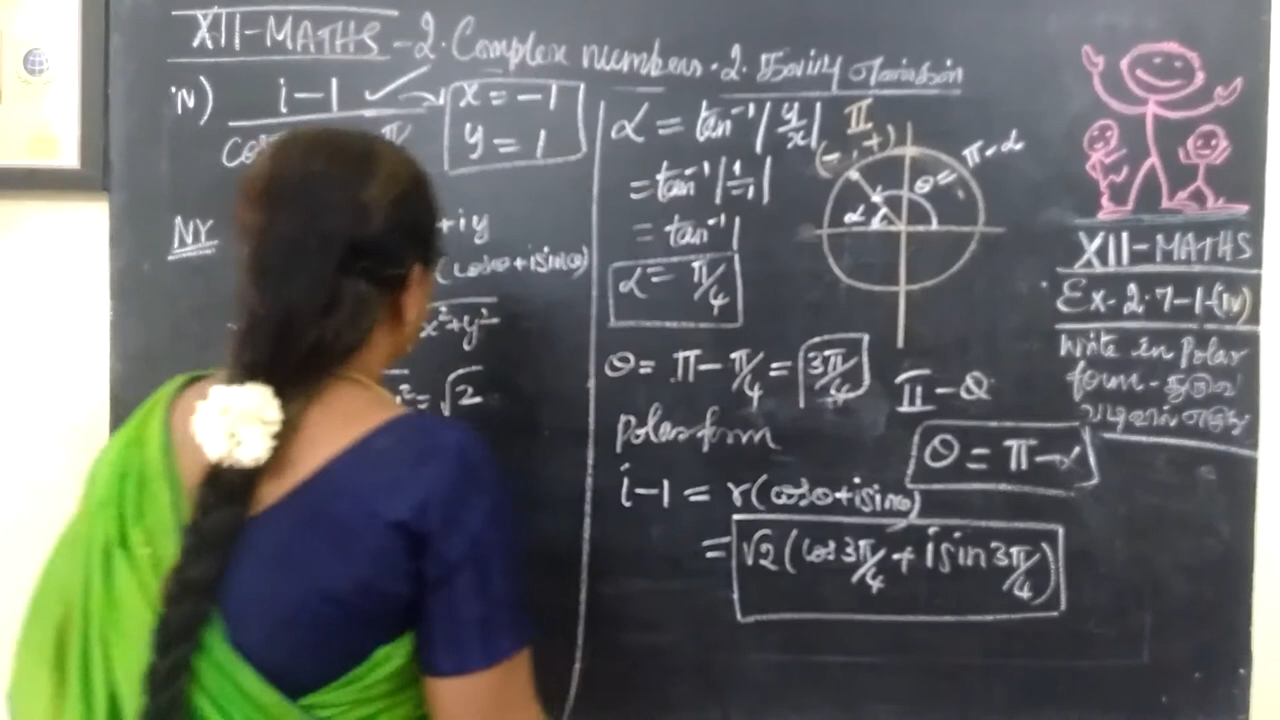 XII-MATHS - 2. Complex numbers. 2.
iv) i-1
x = -1
y = 1
NY
+iy
(cosθ+isinθ)
x²+y²
= √2
α = tan⁻¹|y/x|
= tan⁻¹|1/-1|
= tan⁻¹1
α = π/4
θ = π - π/4 = 3π/4
polar form
i-1 = r(cosθ+isinθ)
= √2(cos 3π/4 + i sin 3π/4)
II
(-,+)
π-α
θ=
α
II-Q
θ = π-α
XII-MATHS
Ex-2.7-1-(iv)
Write in Polar
form -